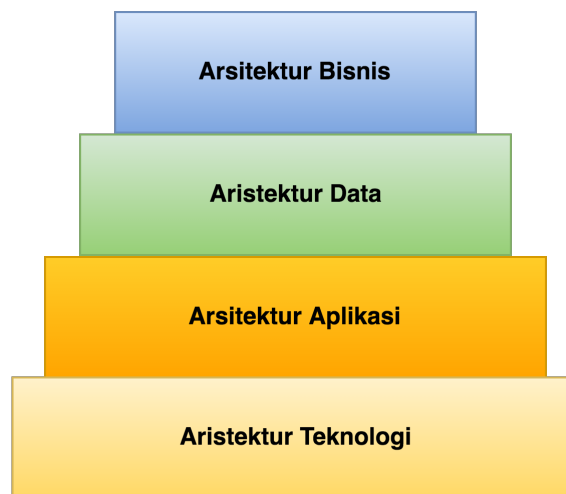 Arsitektur Bisnis
Aristektur Data
Arsitektur Aplikasi
Aristektur Teknologi